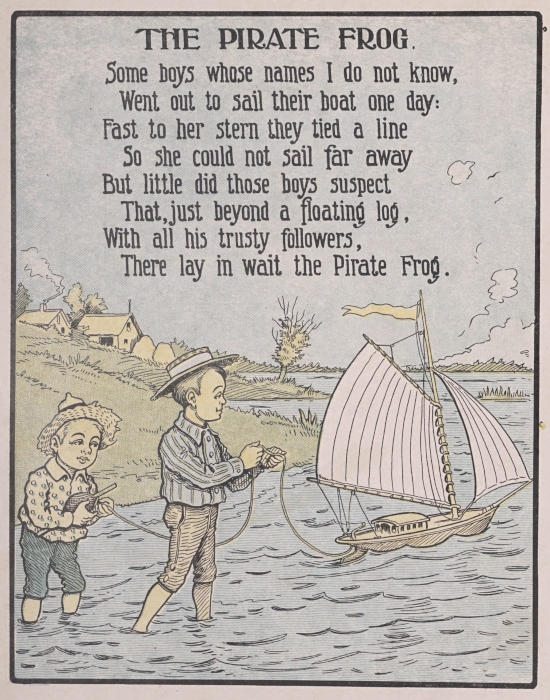 THE PIRATE FROG.
Some boys whose names I do not know,
Went out to sail their boat one day:
Fast to her stern they tied a line
So she could not sail far away
But little did those boys suspect
That, just beyond a floating log,
With all his trusty followers,
There lay in wait the Pirate Frog.